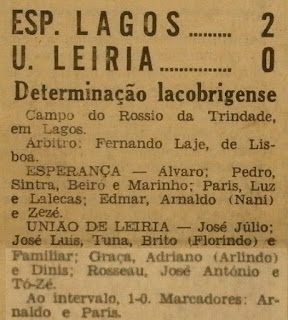 ESP. LAGOS ......... 2
U. LEIRIA ........... 0
Determinação lacobrigense
Campo do Rossio da Trindade,
em Lagos.
Árbitro: Fernando Laje, de Lis-
boa.
ESPERANÇA — Álvaro; Pedro,
Sintra, Beiró e Marinho; Paris, Luz
e Lalecas; Edmar, Arnaldo (Nani)
e Zezé.
UNIÃO DE LEIRIA — José Júlio;
José Luís, Tuna, Brito (Florindo) e
Familiar; Graça, Adriano (Arlindo)
e Dinis; Rosseau, José António e
Tó-Zé.
Ao intervalo, 1-0. Marcadores: Ar-
naldo e Paris.